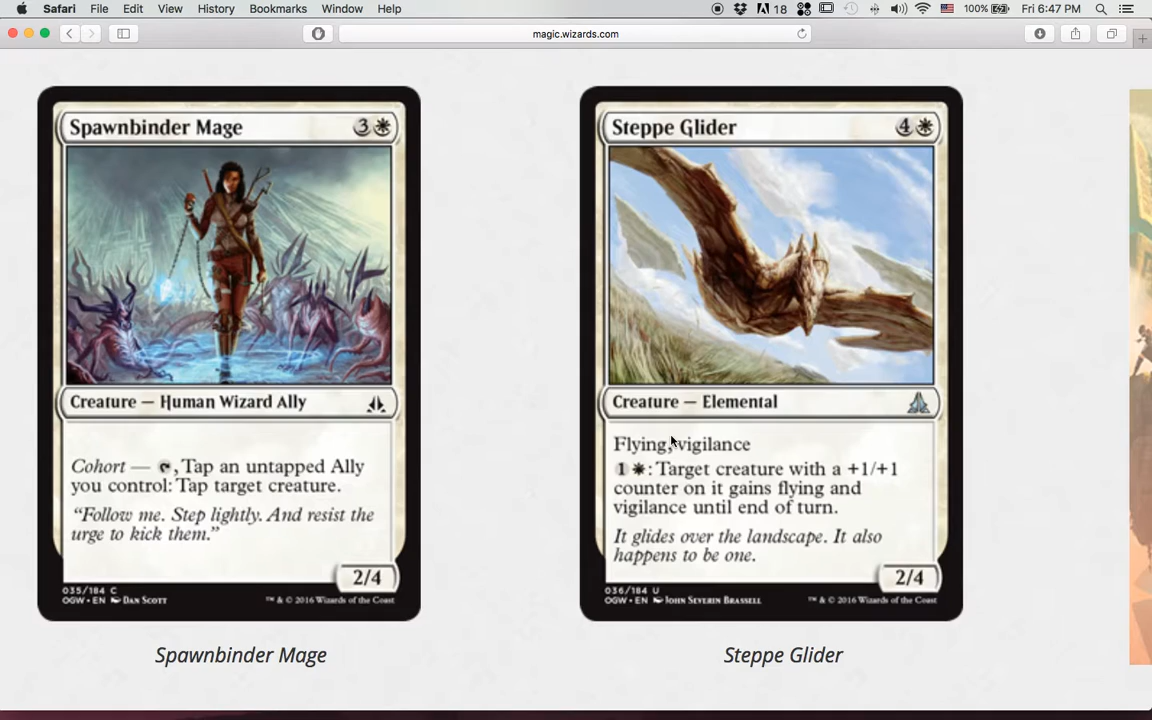 Safari File Edit View History Bookmarks Window Help 18 100% Fri 6:47 PM
magic.wizards.com
Spawnbinder Mage 3
Creature — Human Wizard Ally
Cohort — , Tap an untapped Ally
you control: Tap target creature.
"Follow me. Step lightly. And resist the
urge to kick them."
2/4
035/184 C
OGW • EN DAN SCOTT ™ & © 2016 Wizards of the Coast
Spawnbinder Mage
Steppe Glider 4
Creature — Elemental
Flying, vigilance
1 : Target creature with a +1/+1
counter on it gains flying and
vigilance until end of turn.
It glides over the landscape. It also
happens to be one.
2/4
036/184 U
OGW • EN JOHN SEVERIN BRASSELL ™ & © 2016 Wizards of the Coast
Steppe Glider